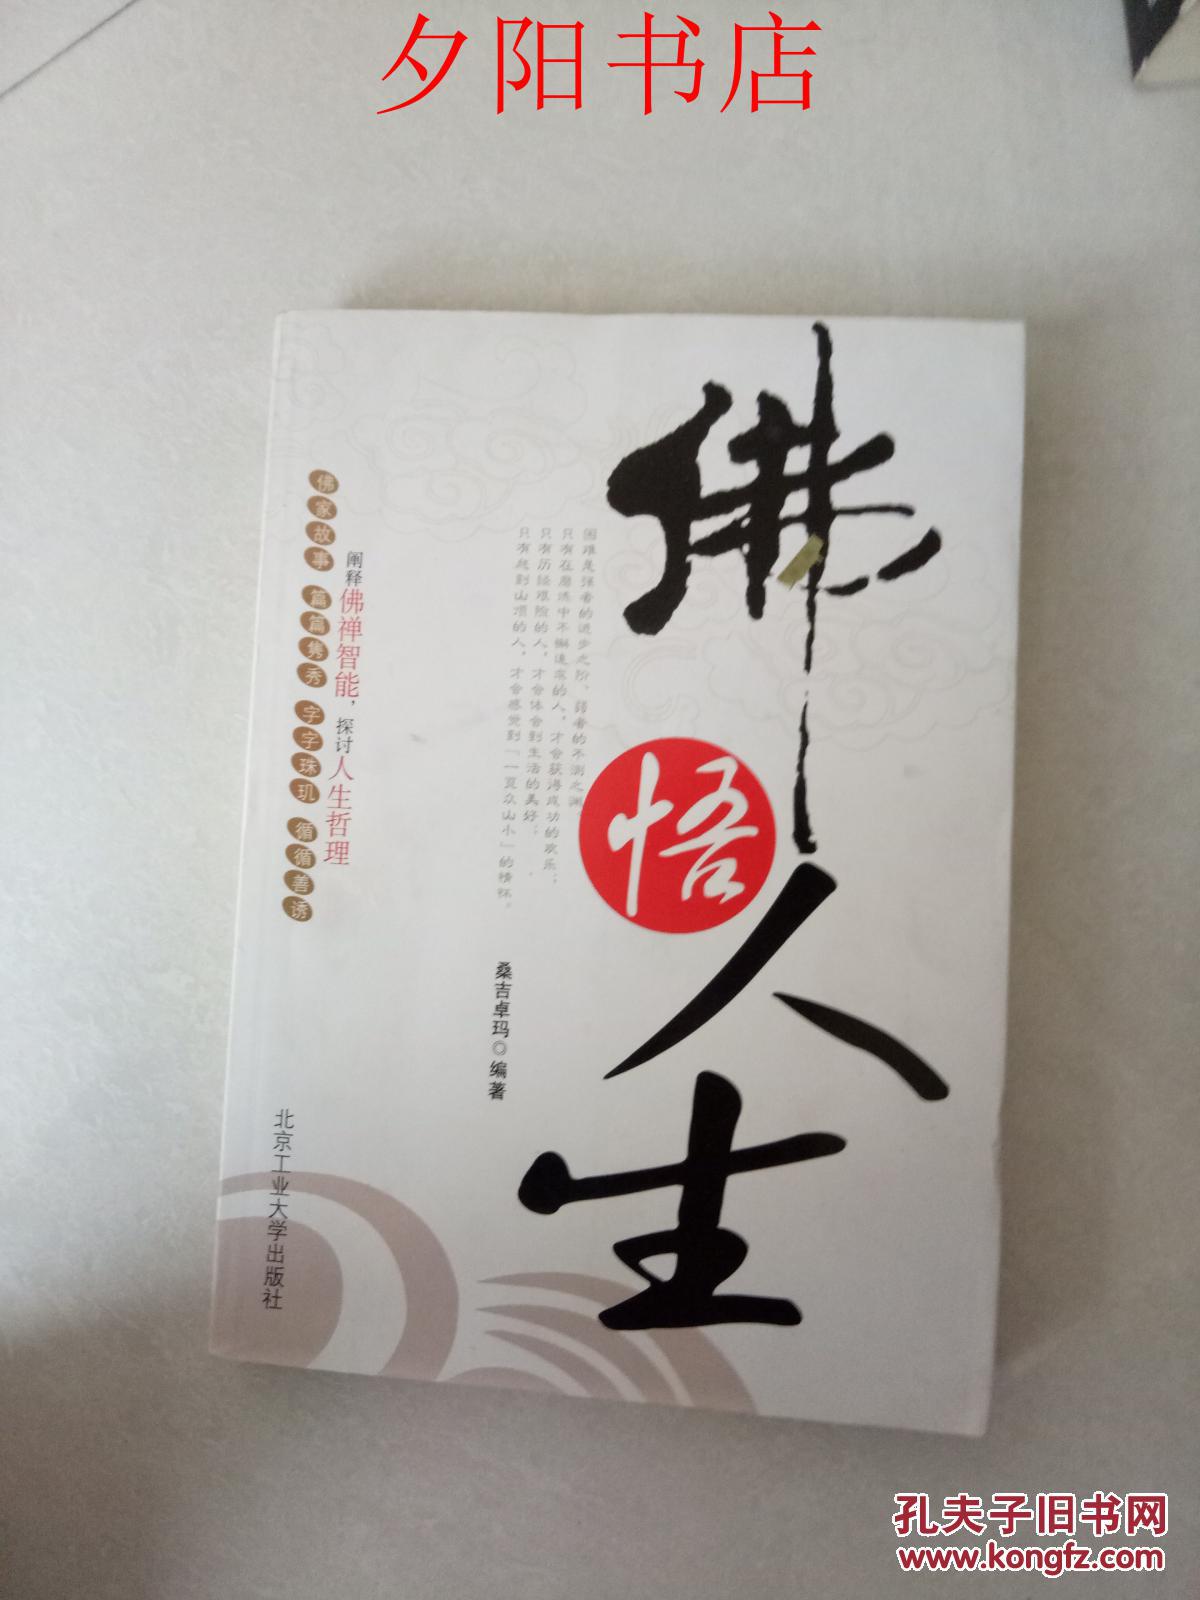 夕阳书店
佛
悟
人生
困难是强者的进步之阶，弱者的不测之渊。
只有在磨练中不懈追求的人，才会获得成功的欢乐；
只有历经艰险的人，才会体会到生活的美好；
只有爬到山顶的人，才会感觉到「一览众山小」的情怀。
桑吉卓玛◎编著
阐释佛禅智能，探讨人生哲理
佛家故事 篇篇隽秀 字字珠玑 循循善诱
北京工业大学出版社
孔夫子旧书网
www.kongfz.com